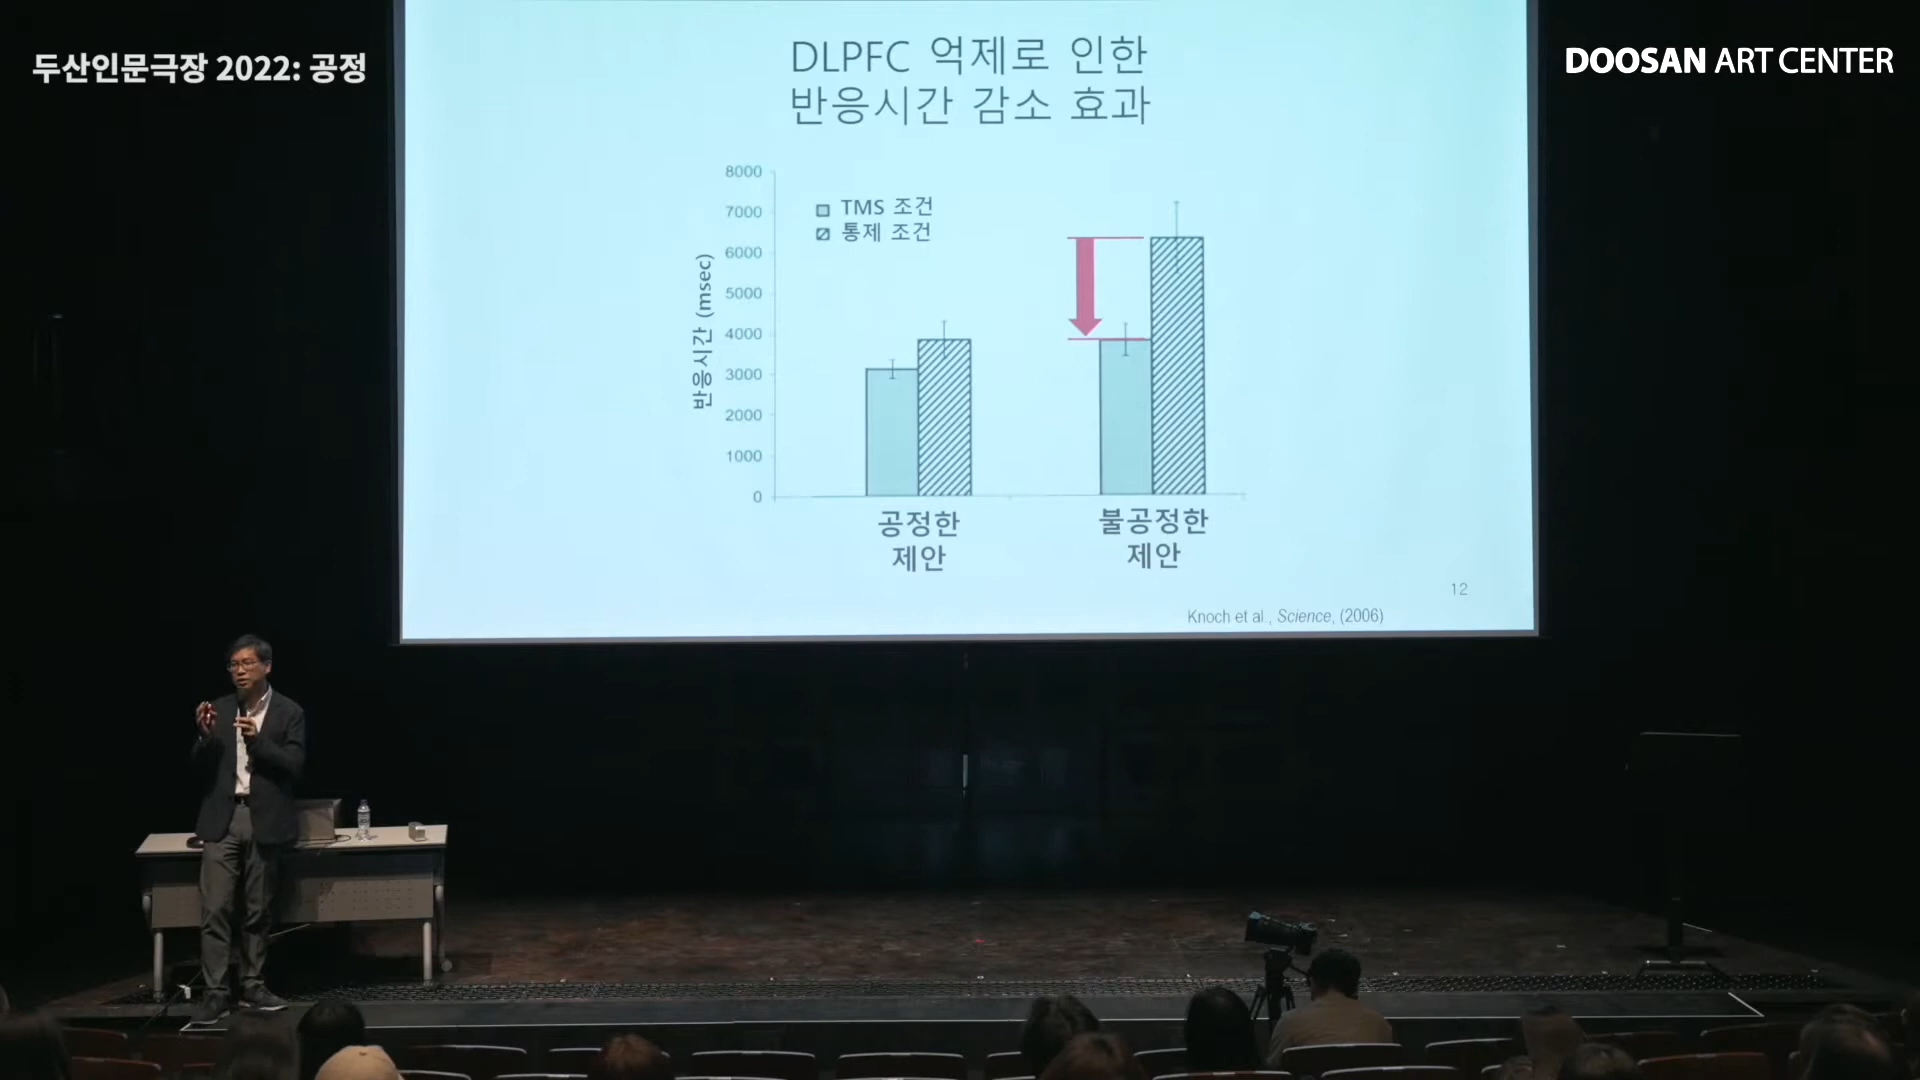 두산인문극장 2022: 공정
DOOSAN ART CENTER
DLPFC 억제로 인한
반응시간 감소 효과
8000
7000
6000
5000
4000
3000
2000
1000
0
반응시간 (msec)
TMS 조건
통제 조건
공정한
제안
불공정한
제안
12
Knoch et al., Science, (2006)